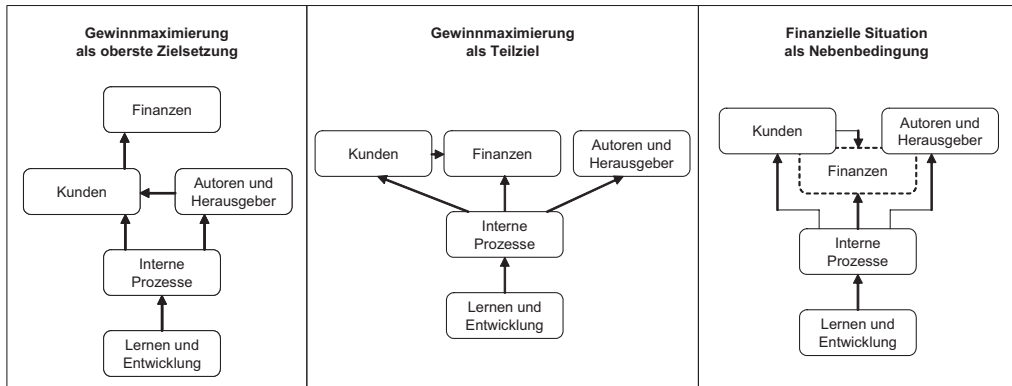 Gewinnmaximierung
als oberste Zielsetzung
Finanzen
Kunden
Autoren und
Herausgeber
Interne
Prozesse
Lernen und
Entwicklung
Gewinnmaximierung
als Teilziel
Kunden
Finanzen
Autoren und
Herausgeber
Interne
Prozesse
Lernen und
Entwicklung
Finanzielle Situation
als Nebenbedingung
Kunden
Autoren und
Herausgeber
Finanzen
Interne
Prozesse
Lernen und
Entwicklung